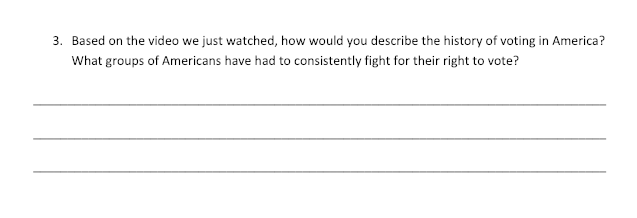 3. Based on the video we just watched, how would you describe the history of voting in America?
What groups of Americans have had to consistently fight for their right to vote?